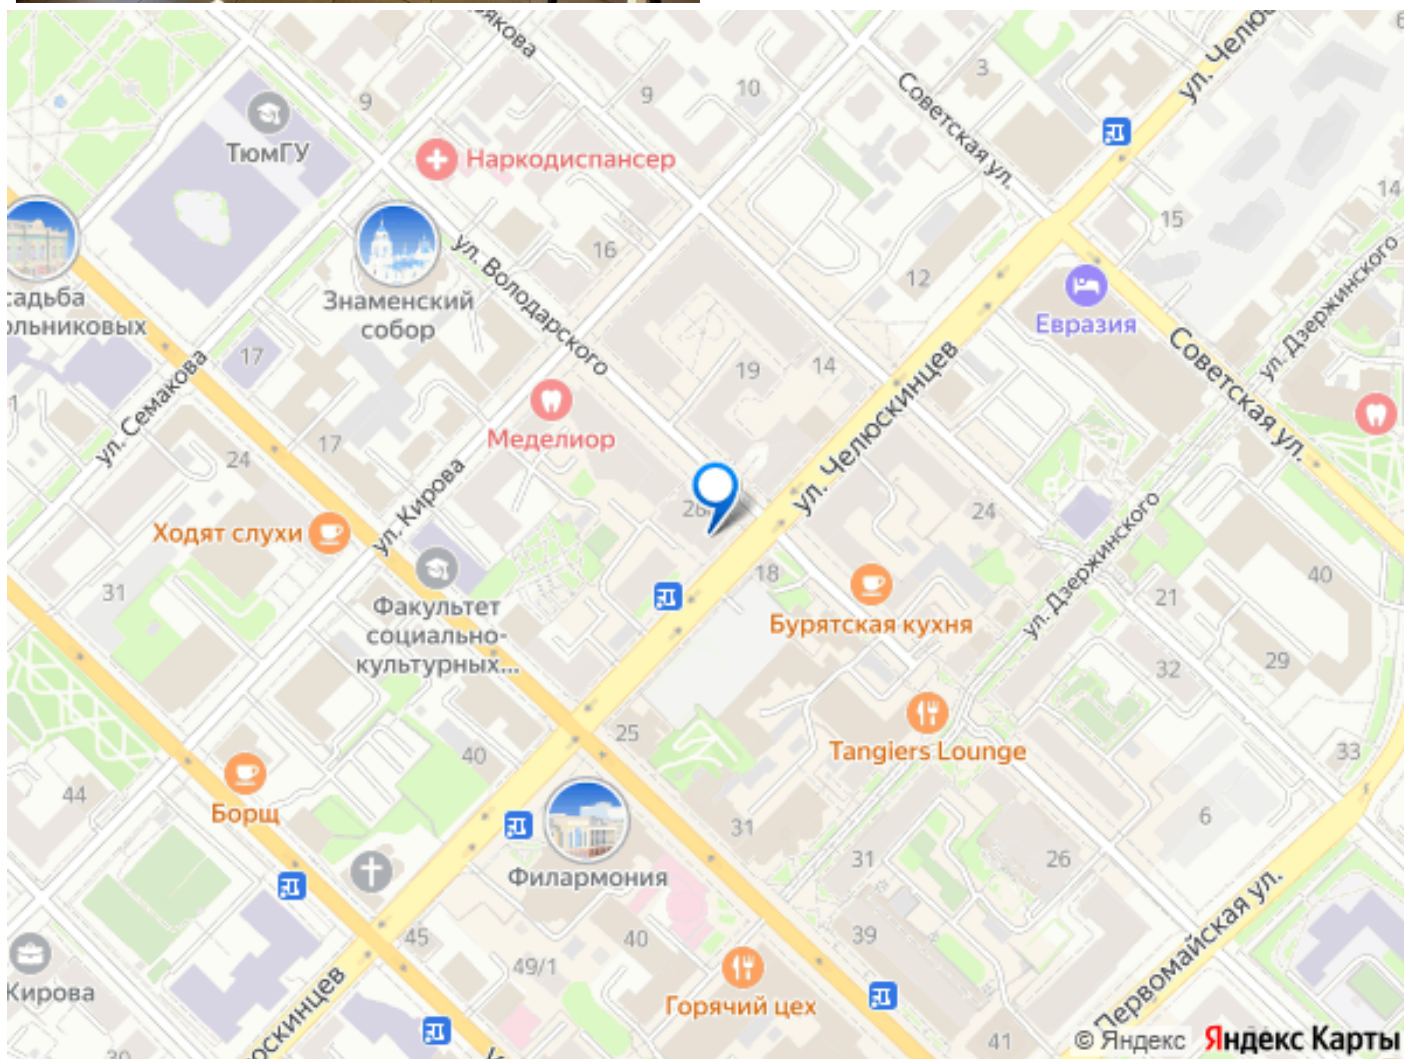 9
9
10
3
ул. Челюс
Советская ул.
ТюмГУ
Наркодиспансер
14
15
16
12
ул. Володарского
Знаменский
собор
садьба
ольниковых
Евразия
ул. Дзержинского
Советская ул.
17
19
14
ул. Семакова
Меделиор
ул. Челюскинцев
17
24
ул. Кирова
24
Ходят слухи
18
40
31
Факультет
социально-
культурных...
Бурятская кухня
ул. Дзержинского
21
29
32
25
Tangiers Lounge
40
33
44
Борщ
31
6
Филармония
31
26
Первомайская ул.
45
40
39
49/1
Кирова
Горячий цех
41
© Яндекс Яндекс Карты